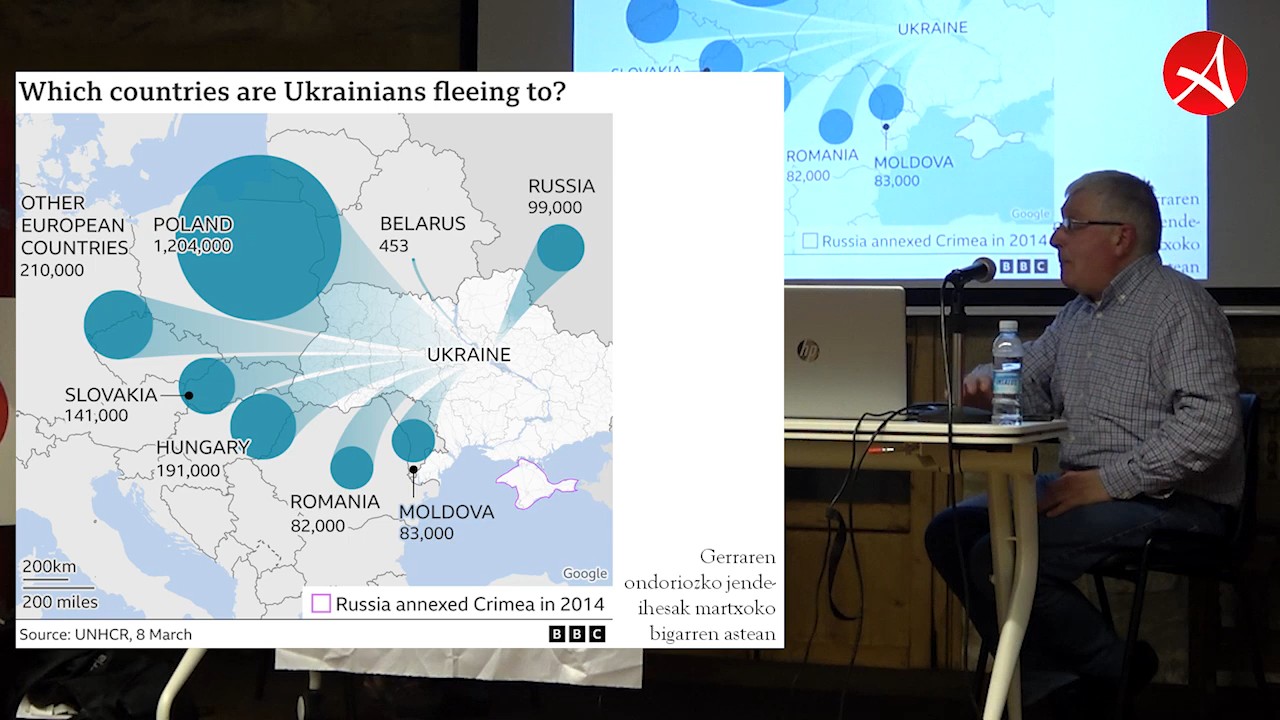 Which countries are Ukrainians fleeing to?
OTHER
EUROPEAN
COUNTRIES
210,000
POLAND
1,204,000
BELARUS
453
RUSSIA
99,000
UKRAINE
SLOVAKIA
141,000
HUNGARY
191,000
ROMANIA
82,000
MOLDOVA
83,000
200km
200 miles
Google
Russia annexed Crimea in 2014
Source: UNHCR, 8 March
BBC
Gerraren
ondoriozko jende-
ihesak martxoko
bigarren astean
UKRAINE
SLOVAKIA
ROMANIA
82,000
MOLDOVA
83,000
Google
Russia annexed Crimea in 2014
BBC
hp